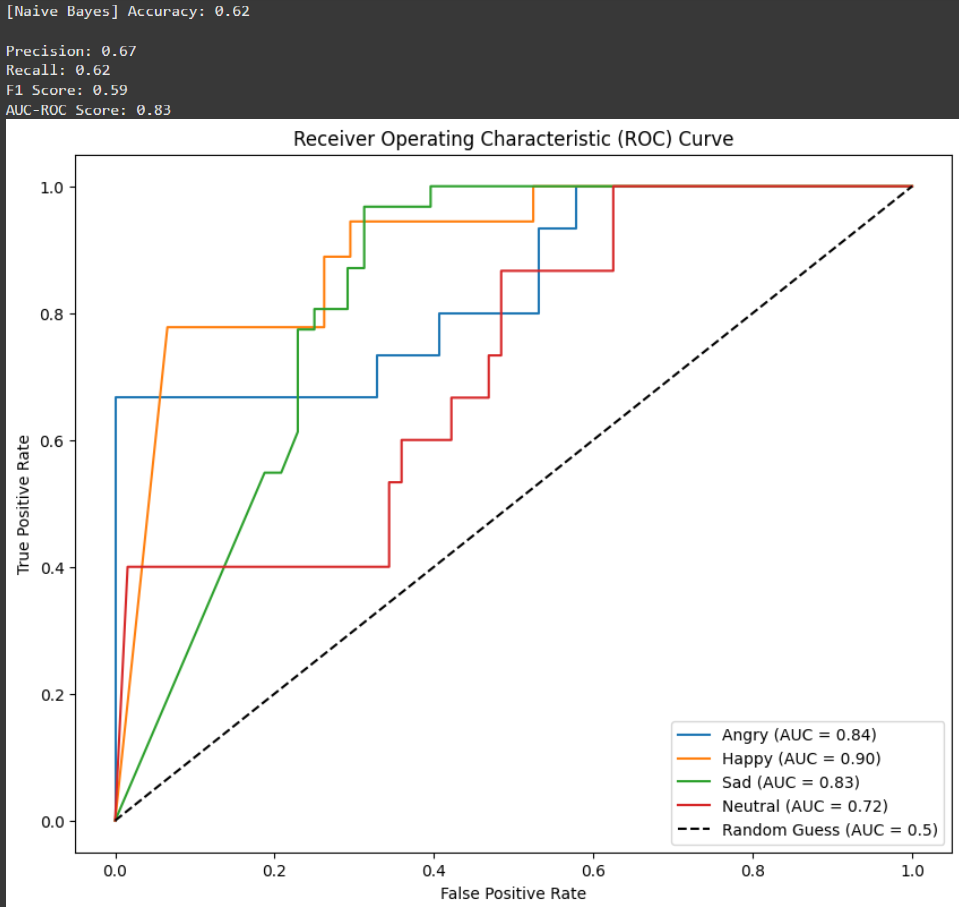 [Naive Bayes] Accuracy: 0.62
Precision: 0.67
Recall: 0.62
F1 Score: 0.59
AUC-ROC Score: 0.83
Receiver Operating Characteristic (ROC) Curve
True Positive Rate
1.0
0.8
0.6
0.4
0.2
0.0
Angry (AUC = 0.84)
Happy (AUC = 0.90)
Sad (AUC = 0.83)
Neutral (AUC = 0.72)
Random Guess (AUC = 0.5)
0.0 0.2 0.4 0.6 0.8 1.0
False Positive Rate